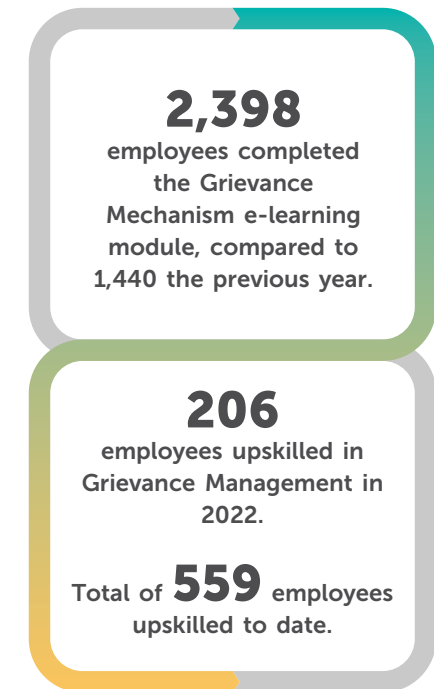 2,398
employees completed
the Grievance
Mechanism e-learning
module, compared to
1,440 the previous year.
206
employees upskilled in
Grievance Management in
2022.
Total of 559 employees
upskilled to date.